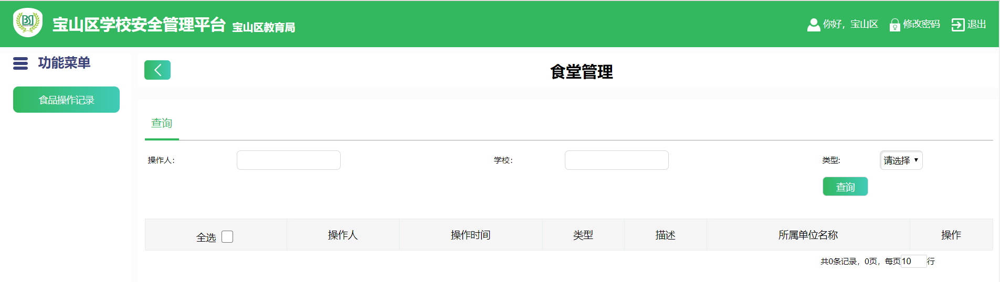 宝山区学校安全管理平台 宝山区教育局
你好，宝山区 修改密码 退出
功能菜单
食堂管理
食品操作记录
查询
操作人： 学校： 类型: 请选择
查询
全选 操作人 操作时间 类型 描述 所属单位名称 操作
共0条记录，0页，每页10行